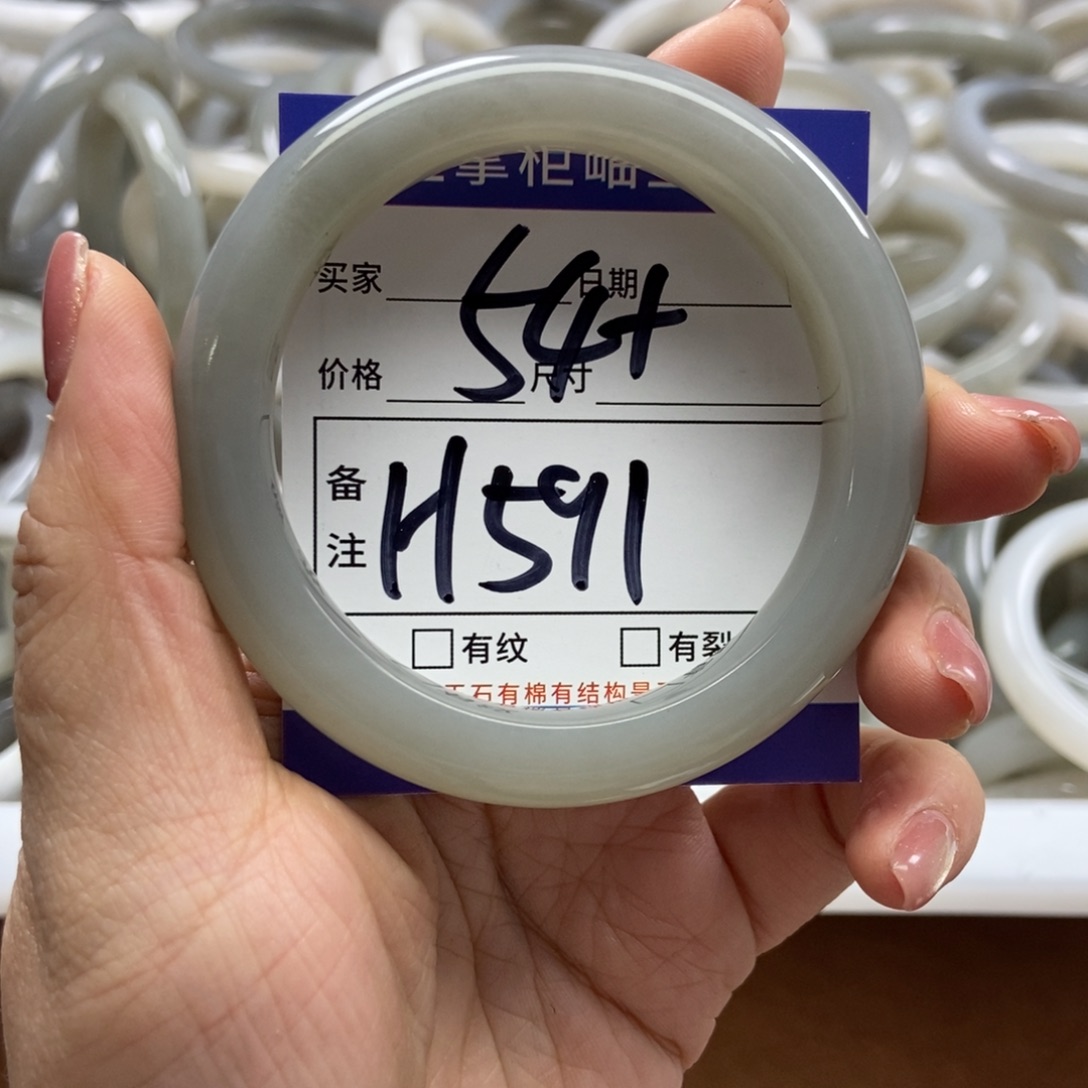 掌柜
买家 日期
54+
价格 尺寸
备注
H591
有纹 有裂
石有棉有结构是